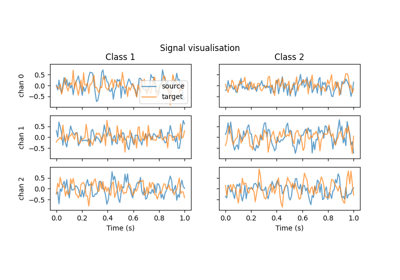 Signal visualisation
Class 1
Class 2
chan 0
0.5
0.0
−0.5
source
target
chan 1
0.5
0.0
−0.5
chan 2
0.5
0.0
−0.5
0.0 0.2 0.4 0.6 0.8 1.0
0.0 0.2 0.4 0.6 0.8 1.0
Time (s)
Time (s)